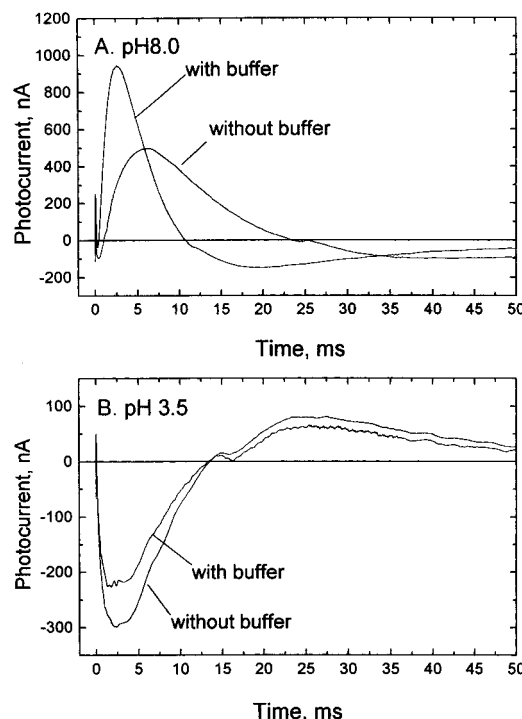 1200
1000
800
600
400
200
0
-200
Photocurrent, nA
A. pH8.0
with buffer
without buffer
0 5 10 15 20 25 30 35 40 45 50
Time, ms
100
0
-100
-200
-300
Photocurrent, nA
B. pH 3.5
with buffer
without buffer
0 5 10 15 20 25 30 35 40 45 50
Time, ms